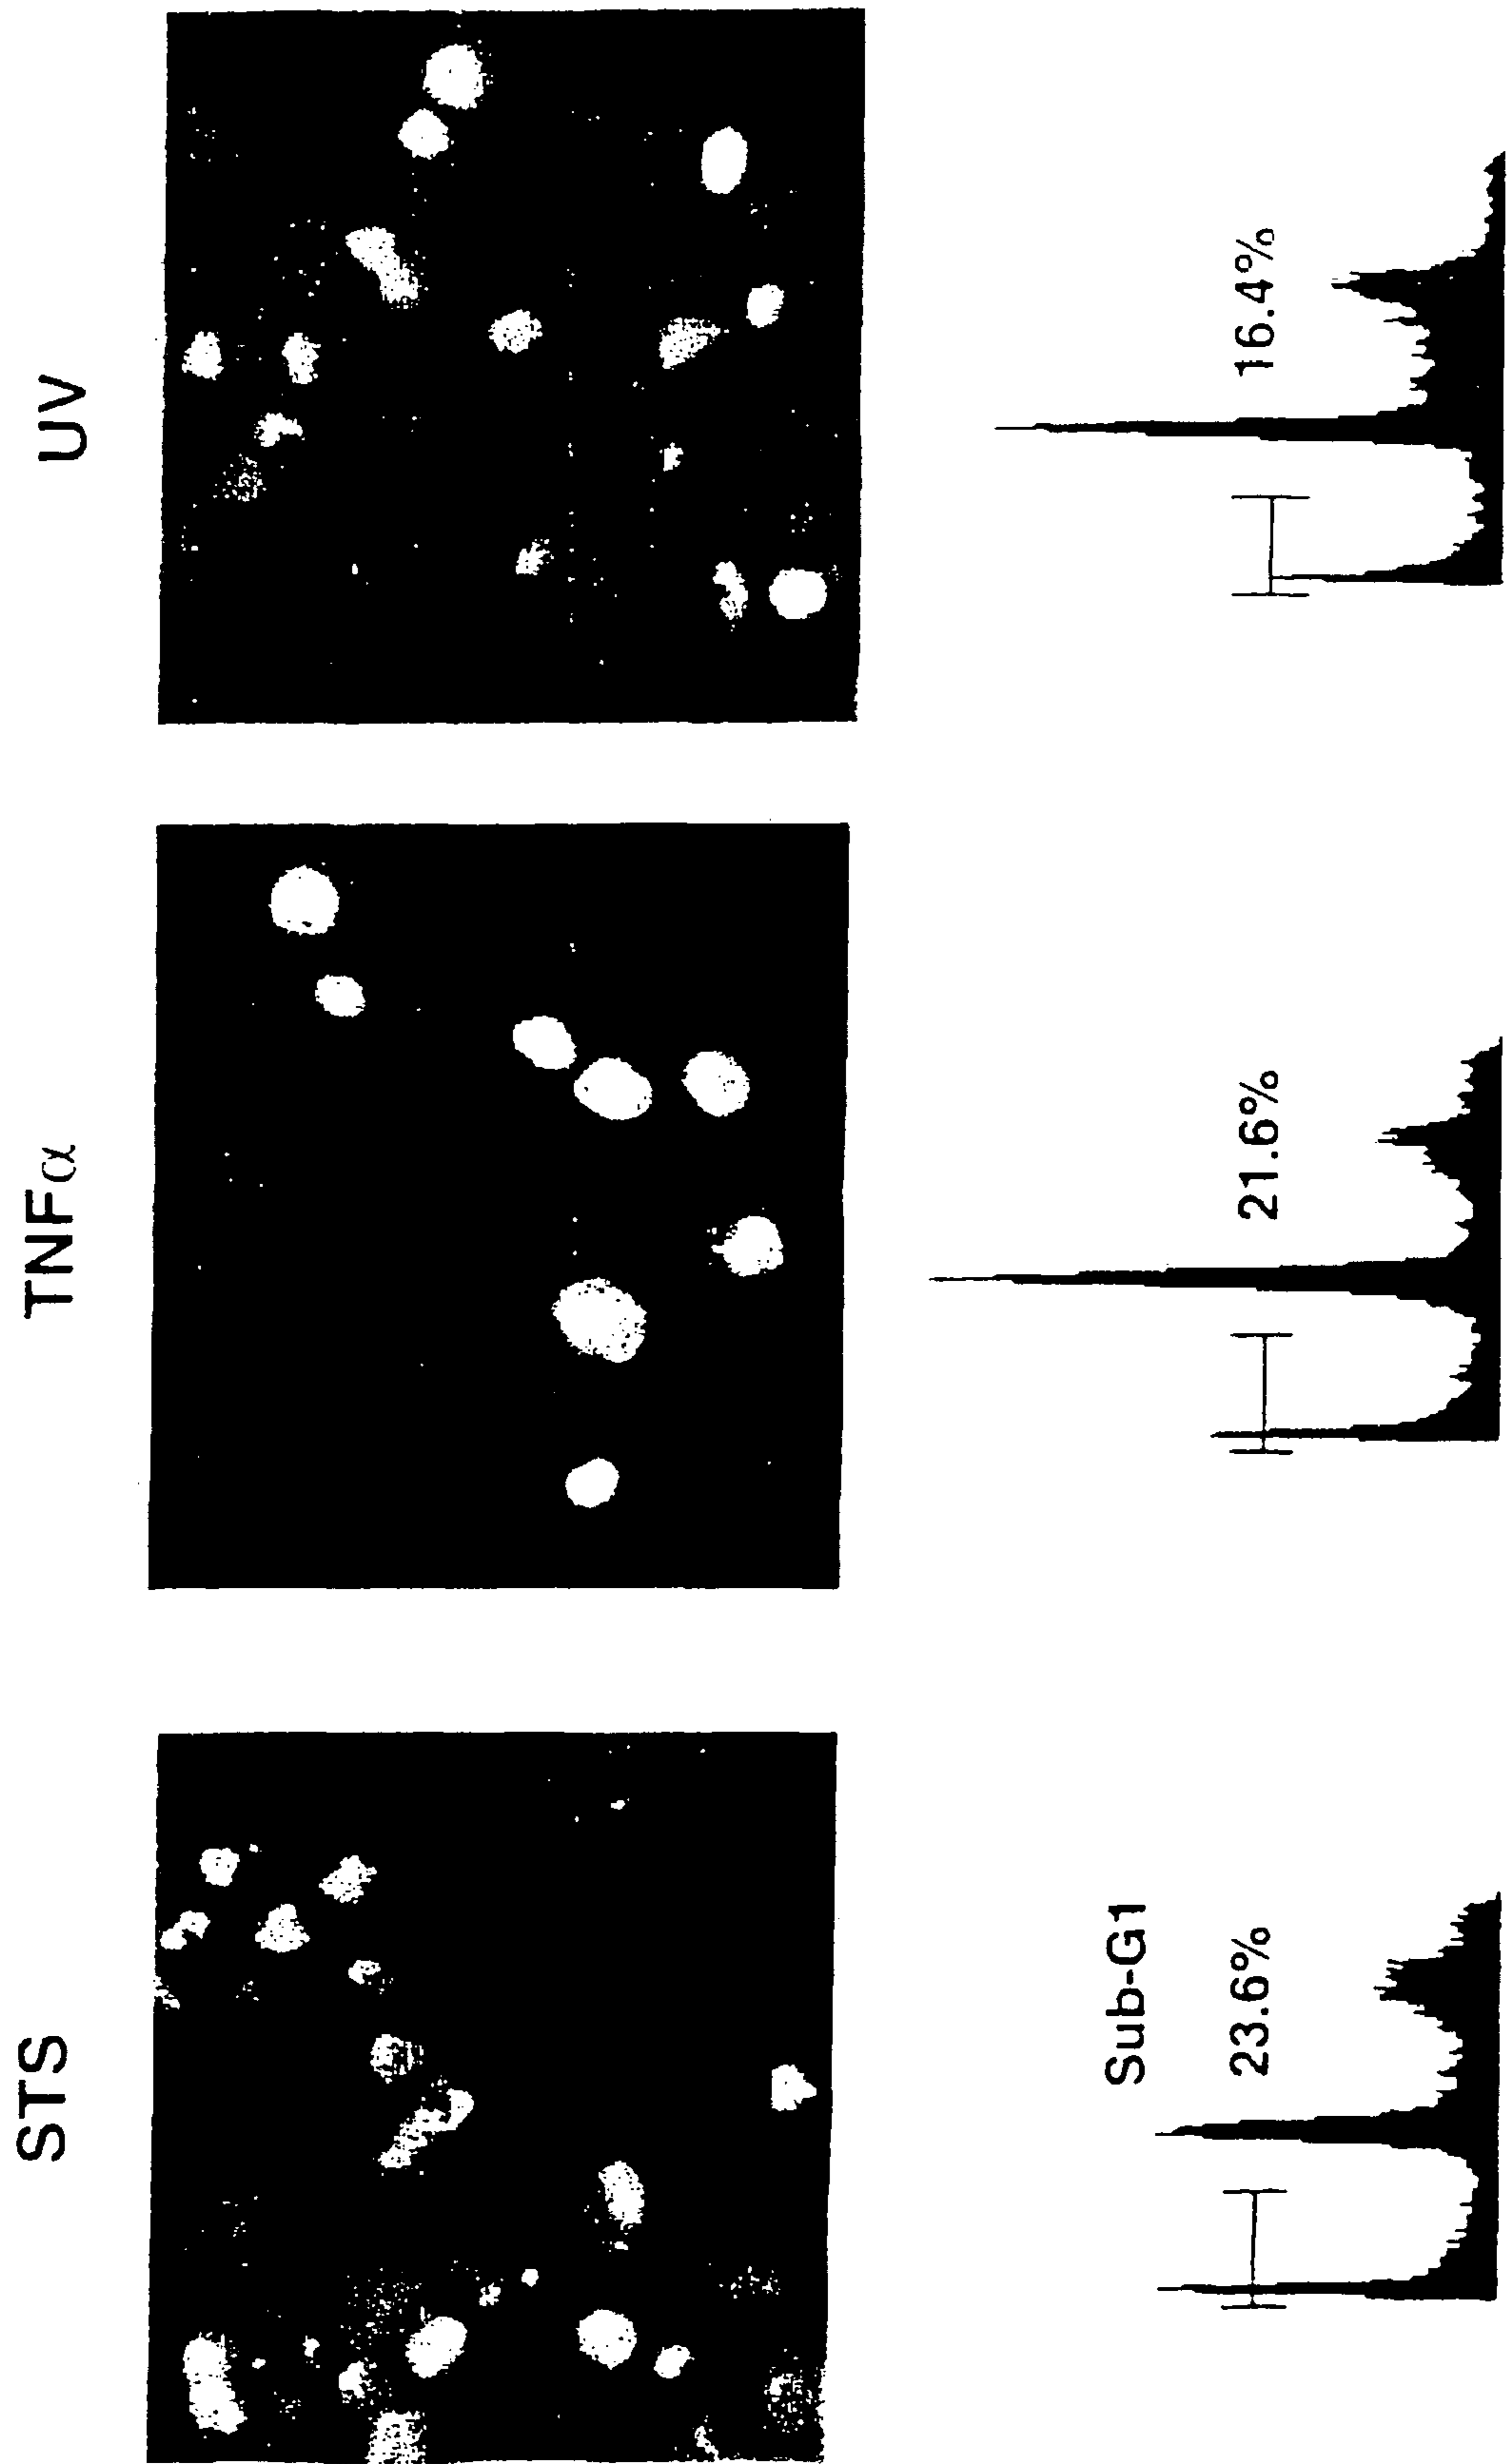 STS
TNFα
UV
Sub-G1
23.6%
21.6%
16.4%